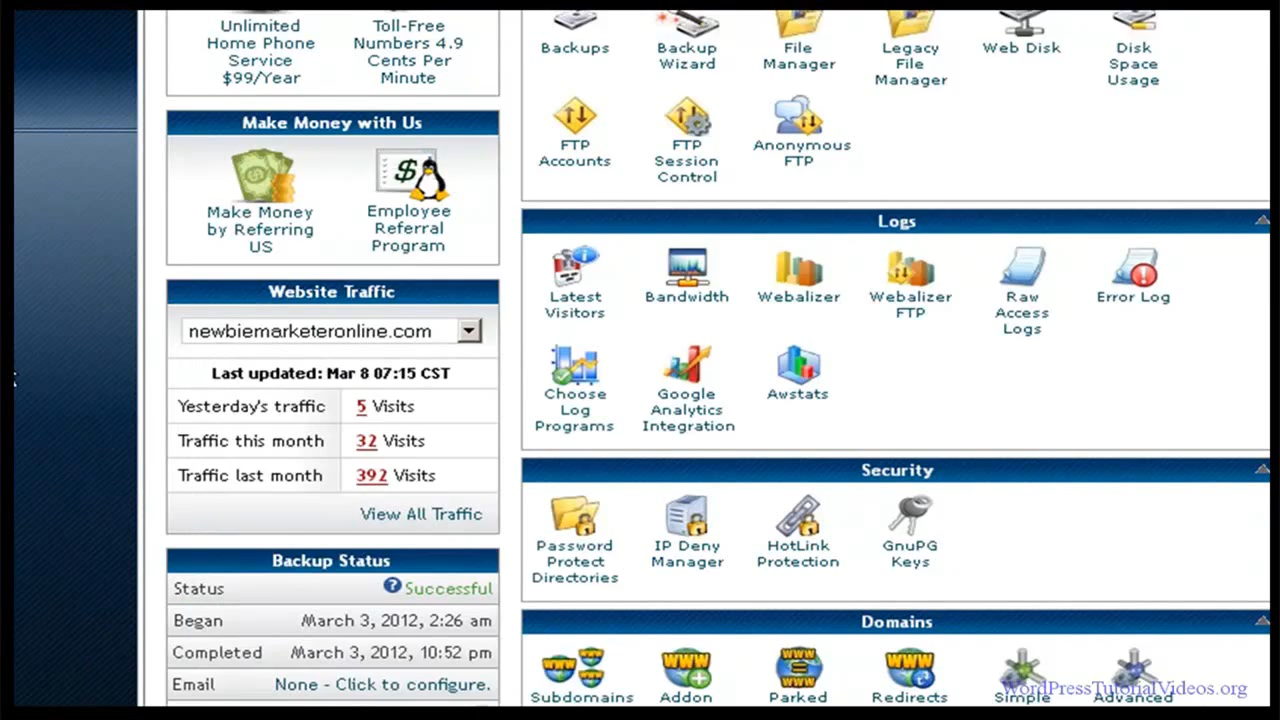 Unlimited
Home Phone
Service
$99/Year
Toll-Free
Numbers 4.9
Cents Per
Minute
Make Money with Us
Make Money
by Referring
US
Employee
Referral
Program
Website Traffic
newbiemarketeronline.com
Last updated: Mar 8 07:15 CST
Yesterday's traffic 5 Visits
Traffic this month 32 Visits
Traffic last month 392 Visits
View All Traffic
Backup Status
Status Successful
Began March 3, 2012, 2:26 am
Completed March 3, 2012, 10:52 pm
Email None - Click to configure.
Backups
Backup
Wizard
File
Manager
Legacy
File
Manager
Web Disk
Disk
Space
Usage
FTP
Accounts
FTP
Session
Control
Anonymous
FTP
Logs
Latest
Visitors
Bandwidth
Webalizer
Webalizer
FTP
Raw
Access
Logs
Error Log
Choose
Log
Programs
Google
Analytics
Integration
Awstats
Security
Password
Protect
Directories
IP Deny
Manager
HotLink
Protection
GnuPG
Keys
Domains
Subdomains
Addon
Parked
Redirects
Simple
Advanced
WordPressTutorialVideos.org